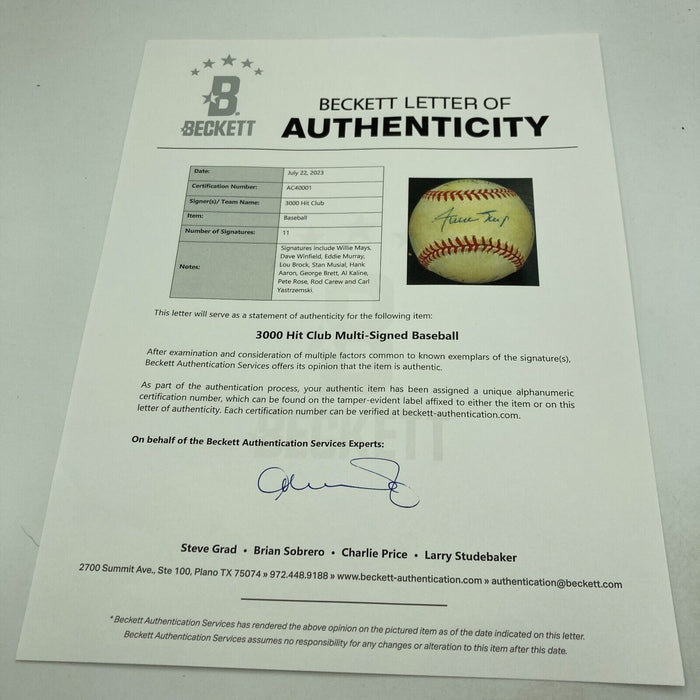 BECKETT LETTER OF
B
BECKETT
AUTHENTICITY
Date: July 22, 2023
Certification Number: AC40001
Signer(s)/ Team Name: 3000 Hit Club
Item: Baseball
Number of Signatures: 11
Notes: Signatures include Willie Mays,
Dave Winfield, Eddie Murray,
Lou Brock, Stan Musial, Hank
Aaron, George Brett, Al Kaline,
Pete Rose, Rod Carew and Carl
Yastrzemski.
Willie Mays
This letter will serve as a statement of authenticity for the following item:
3000 Hit Club Multi-Signed Baseball
After examination and consideration of multiple factors common to known exemplars of the signature(s),
Beckett Authentication Services offers its opinion that the item is authentic.
As part of the authentication process, your authentic item has been assigned a unique alphanumeric
certification number, which can be found on the tamper-evident label affixed to either the item or on this
letter of authenticity. Each certification number can be verified at beckett-authentication.com.
BECKETT
On behalf of the Beckett Authentication Services Experts:
Steve Grad • Brian Sobrero • Charlie Price • Larry Studebaker
2700 Summit Ave., Ste 100, Plano TX 75074 » 972.448.9188 » www.beckett-authentication.com » authentication@beckett.com
*Beckett Authentication Services has rendered the above opinion on the pictured item as of the date indicated on this letter.
Beckett Authentication Services assumes no responsibility for any changes or alteration to this item after this date.